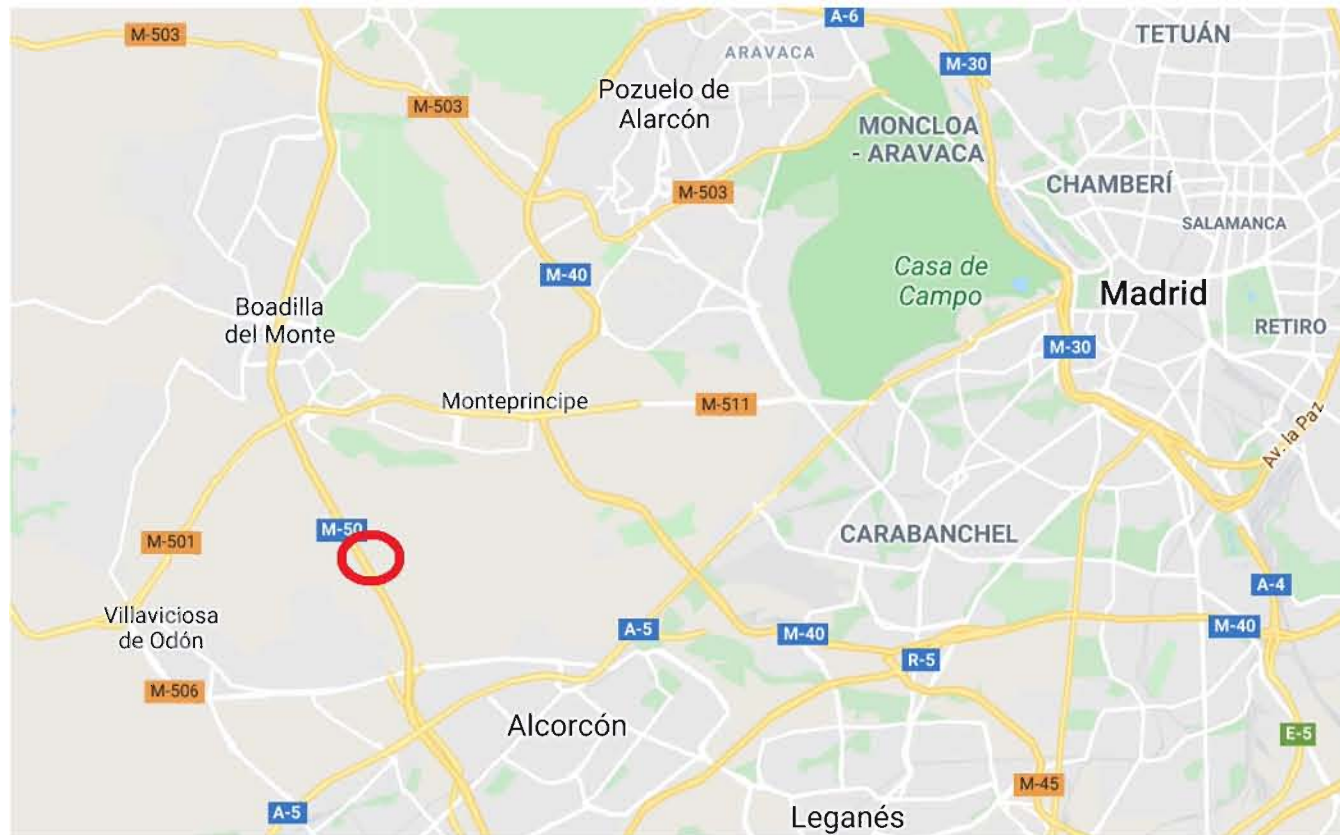 A-6
TETUÁN
M-503
ARAVACA
M-30
Pozuelo de
Alarcón
M-503
MONCLOA
- ARAVACA
CHAMBERÍ
M-503
SALAMANCA
M-40
Casa de
Campo
Madrid
Boadilla
del Monte
RETIRO
M-30
Monteprincipe
M-511
Av. la Paz
M-50
M-501
CARABANCHEL
A-4
Villaviciosa
de Odón
A-5
M-40
M-40
R-5
M-506
Alcorcón
E-5
M-45
A-5
Leganés